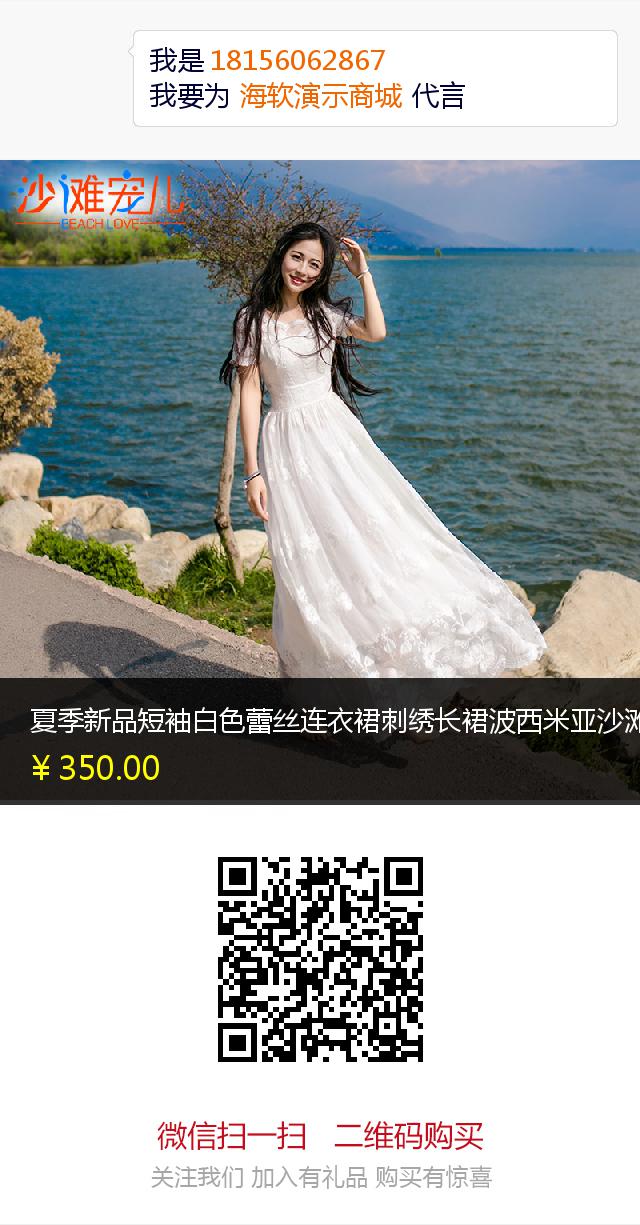 我是 18156062867
我要为 海软演示商城 代言
沙滩宠儿
BEACH LOVE
夏季新品短袖白色蕾丝连衣裙刺绣长裙波西米亚沙滩
¥ 350.00
微信扫一扫 二维码购买
关注我们 加入有礼品 购买有惊喜